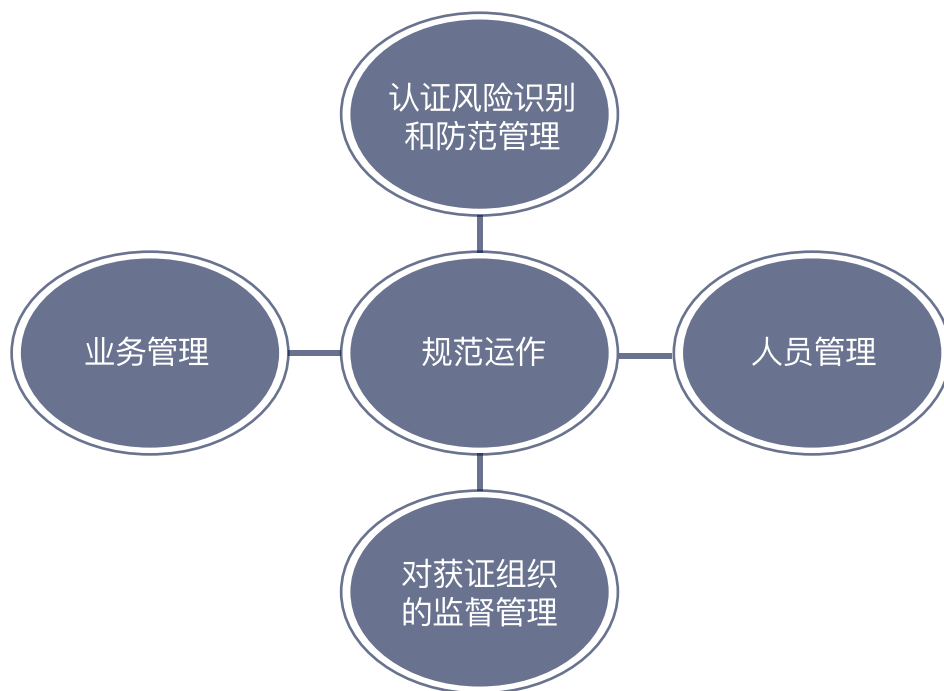 认证风险识别
和防范管理
业务管理
规范运作
人员管理
对获证组织
的监督管理